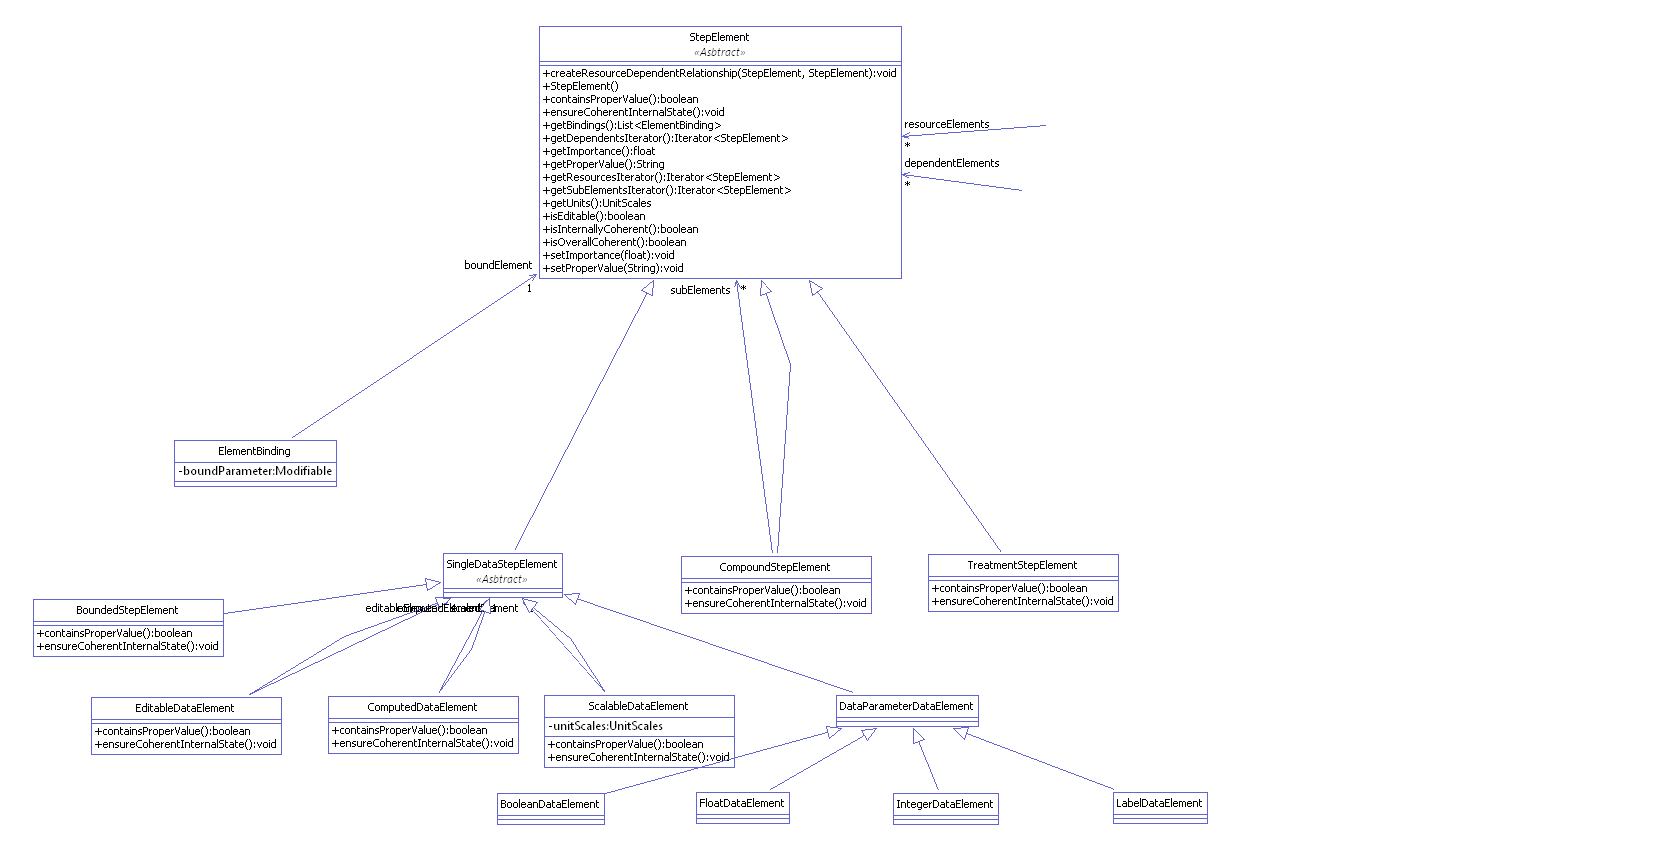 StepElement
«Asbtract»
+createResourceDependentRelationship(StepElement, StepElement):void
+StepElement()
+containsProperValue():boolean
+ensureCoherentInternalState():void
+getBindings():List<ElementBinding>
+getDependentsIterator():Iterator<StepElement>
+getImportance():float
+getProperValue():String
+getResourcesIterator():Iterator<StepElement>
+getSubElementsIterator():Iterator<StepElement>
+getUnits():UnitScales
+isEditable():boolean
+isInternallyCoherent():boolean
+isOverallCoherent():boolean
+setImportance(float):void
+setProperValue(String):void
resourceElements
*
dependentElements
*
boundElement
1
subElements *
ElementBinding
-boundParameter:Modifiable
SingleDataStepElement
«Asbtract»
CompoundStepElement
+containsProperValue():boolean
+ensureCoherentInternalState():void
TreatmentStepElement
+containsProperValue():boolean
+ensureCoherentInternalState():void
BoundedStepElement
+containsProperValue():boolean
+ensureCoherentInternalState():void
EditableDataElement
+containsProperValue():boolean
+ensureCoherentInternalState():void
ComputedDataElement
+containsProperValue():boolean
+ensureCoherentInternalState():void
ScalableDataElement
-unitScales:UnitScales
+containsProperValue():boolean
+ensureCoherentInternalState():void
DataParameterDataElement
BooleanDataElement
FloatDataElement
IntegerDataElement
LabelDataElement